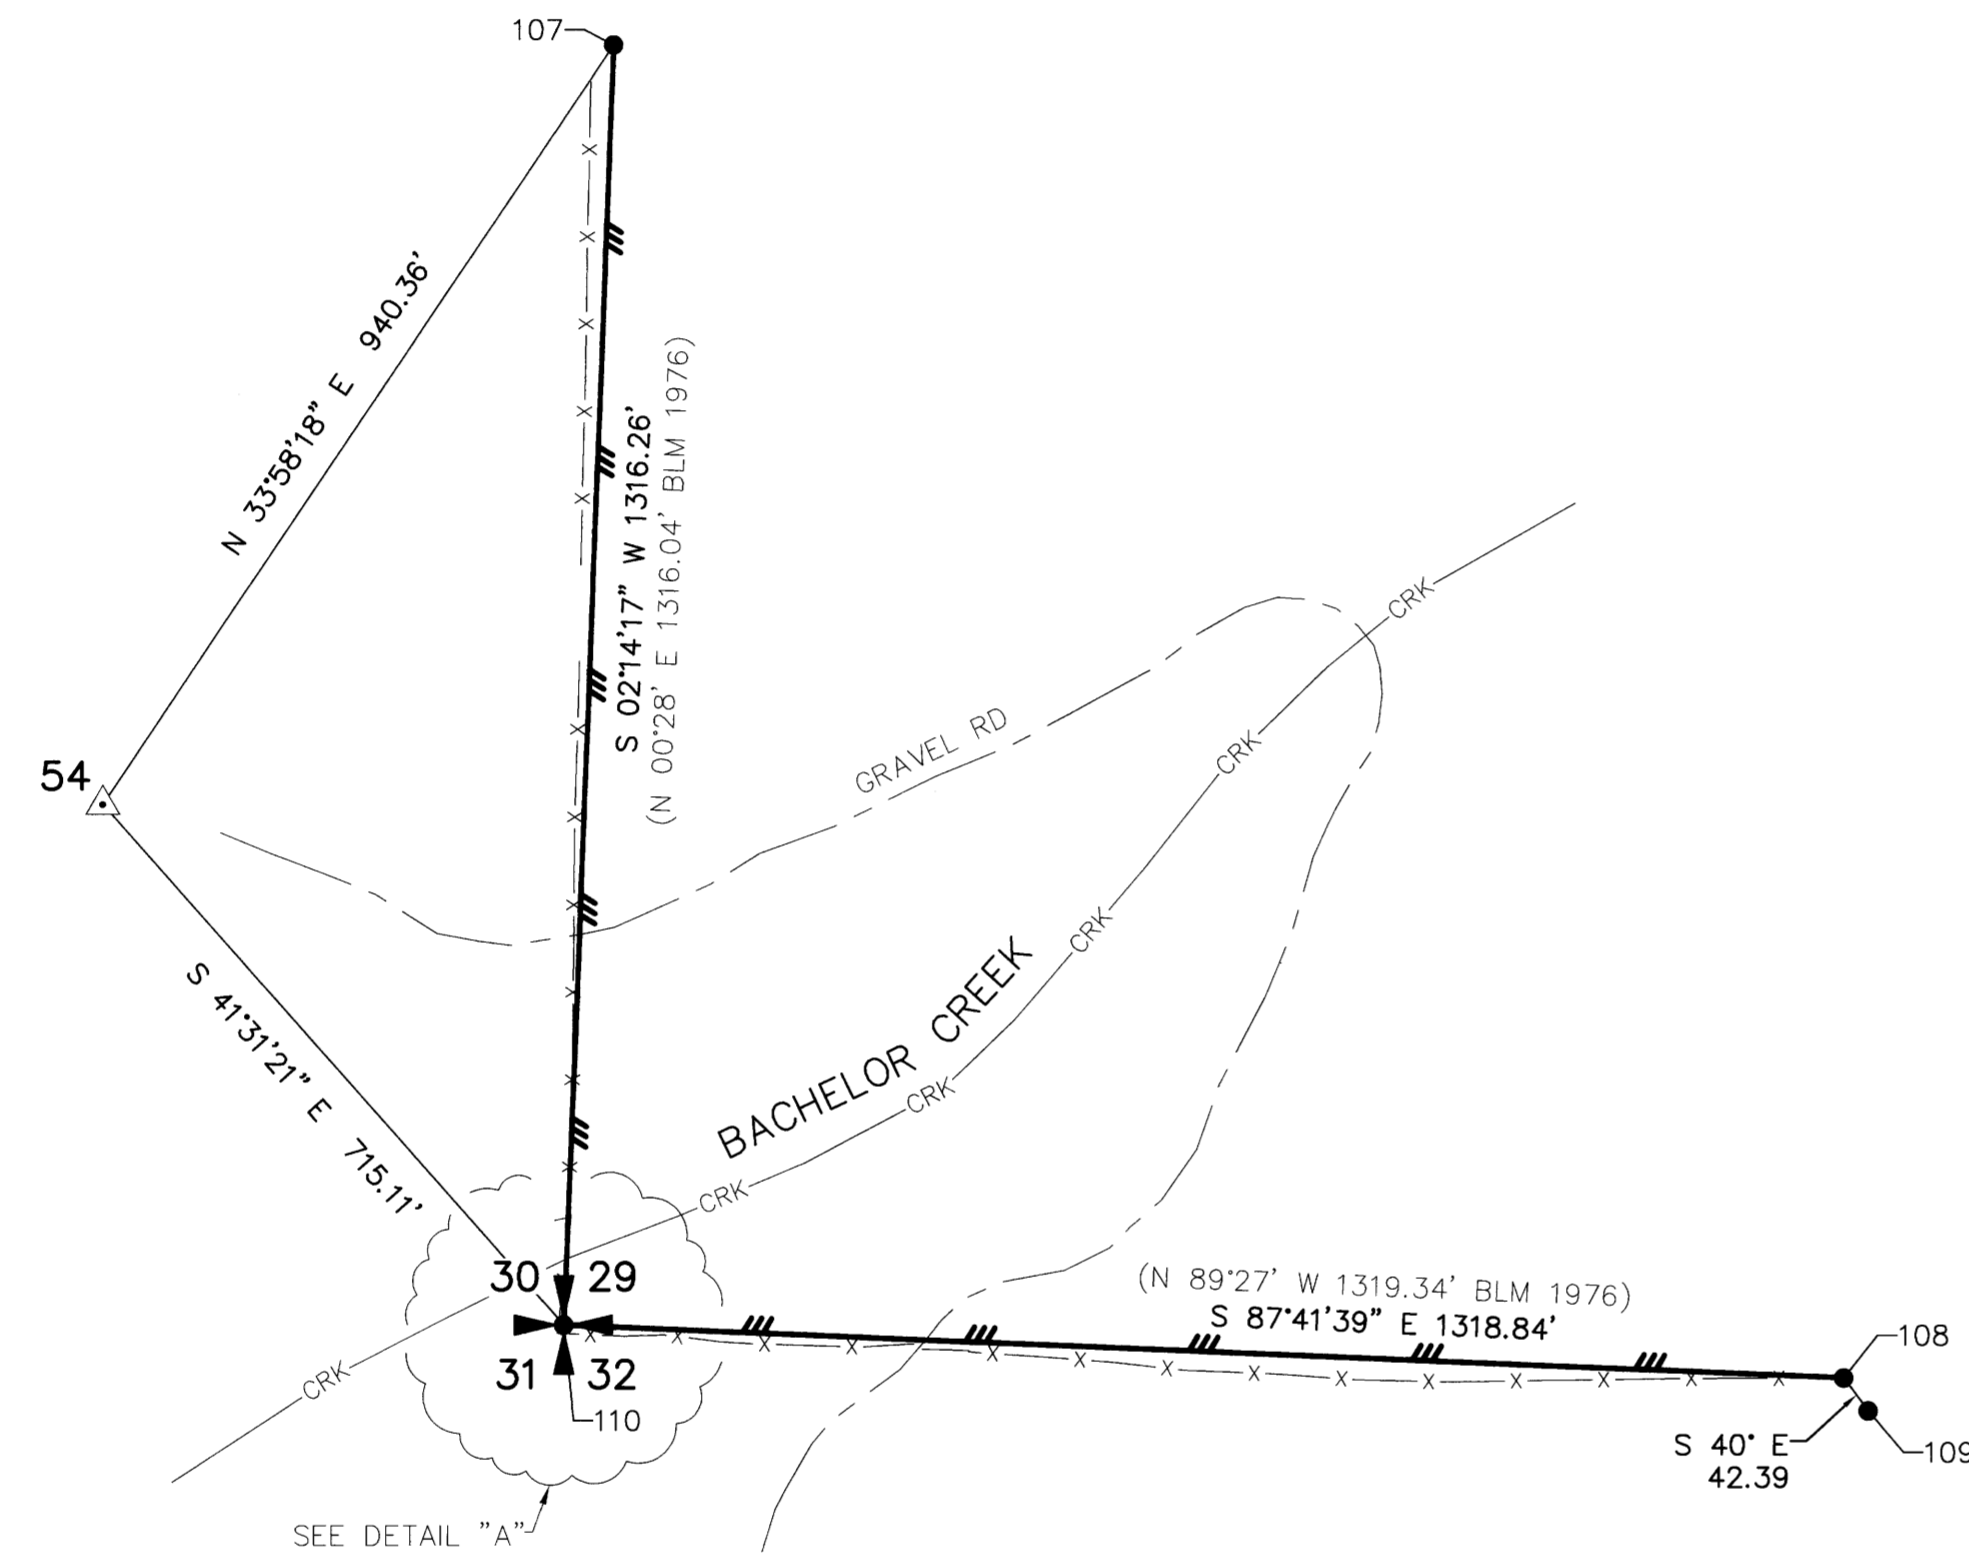 107
N 33°58'18" E 940.36'
S 02°14'17" W 1316.26'
(N 00°28' E 1316.04' BLM 1976)
54
GRAVEL RD
CRK
CRK
CRK
CRK
CRK
CRK
BACHELOR CREEK
S 41°31'21" E 715.11'
30
29
31
32
110
(N 89°27' W 1319.34' BLM 1976)
S 87°41'39" E 1318.84'
108
109
S 40° E
42.39
SEE DETAIL "A"